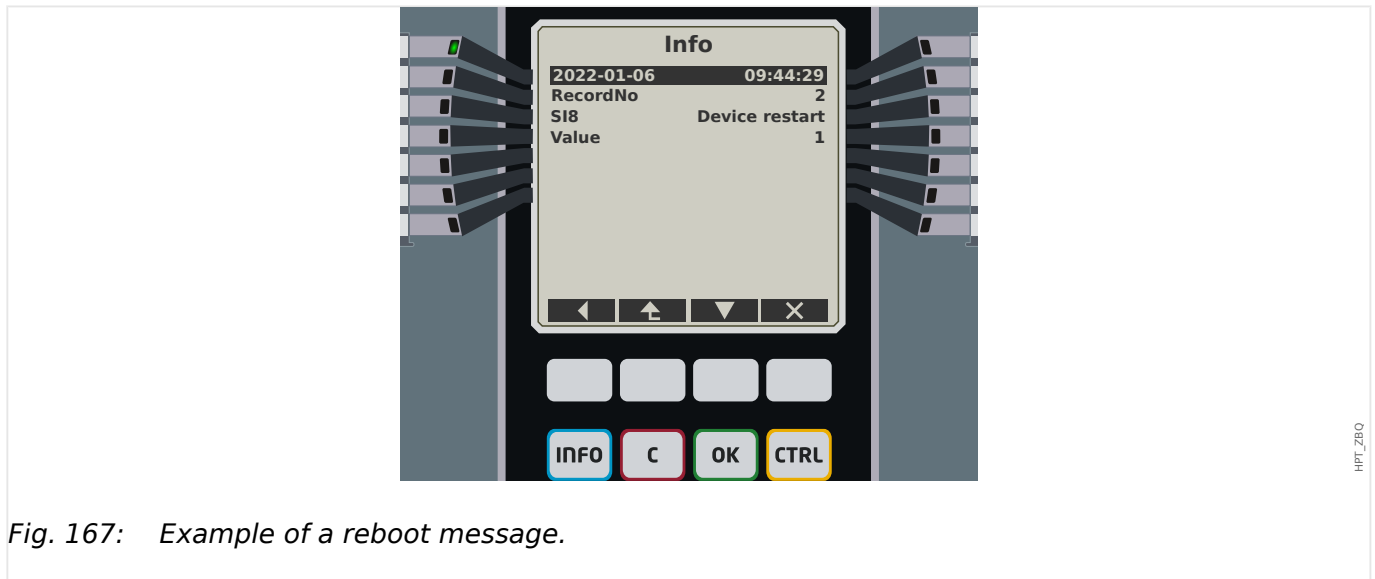 Info
2022-01-06 09:44:29
RecordNo 2
SI8 Device restart
Value 1
INFO C OK CTRL
HPT_ZBQ
Fig. 167: Example of a reboot message.